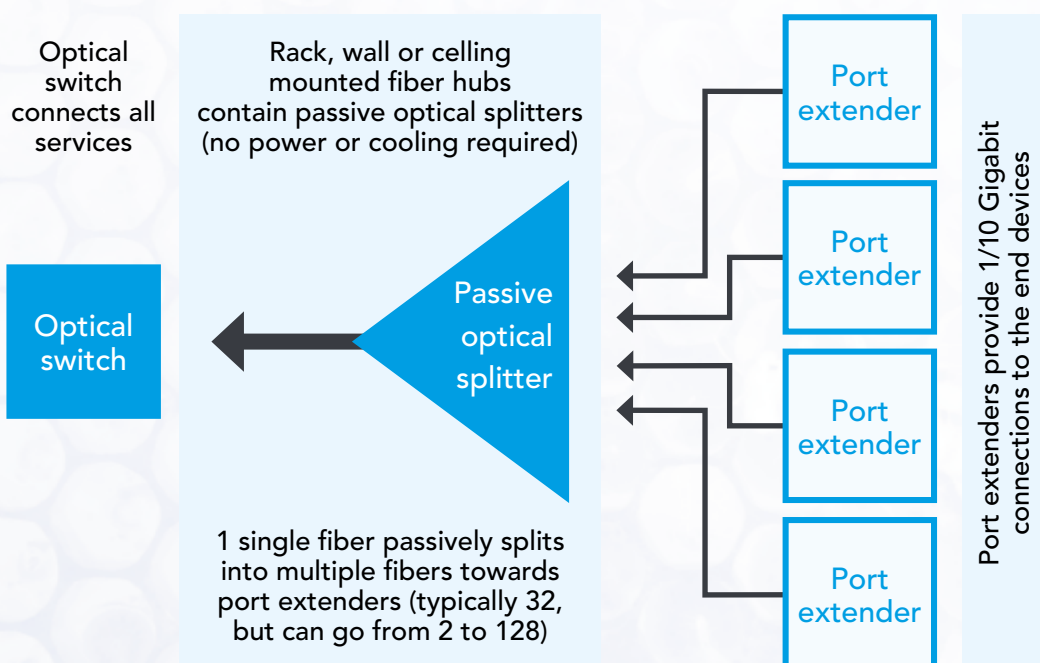 Optical
switch
connects all
services
Optical
switch
Rack, wall or celling
mounted fiber hubs
contain passive optical splitters
(no power or cooling required)
Passive
optical
splitter
1 single fiber passively splits
into multiple fibers towards
port extenders (typically 32,
but can go from 2 to 128)
Port
extender
Port
extender
Port
extender
Port
extender
Port extenders provide 1/10 Gigabit
connections to the end devices